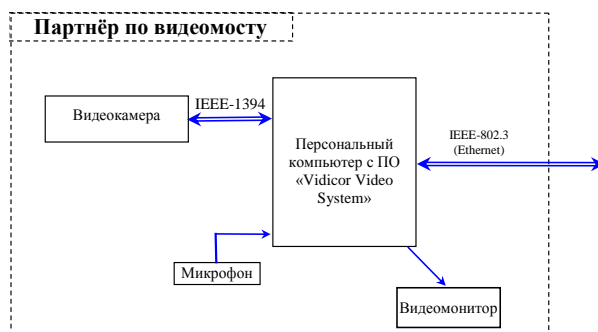 Партнёр по видеомосту
IEEE-1394
Видеокамера
Персональный
компьютер с ПО
«Vidicor Video
System»
IEEE-802.3
(Ethernet)
Микрофон
Видеомонитор